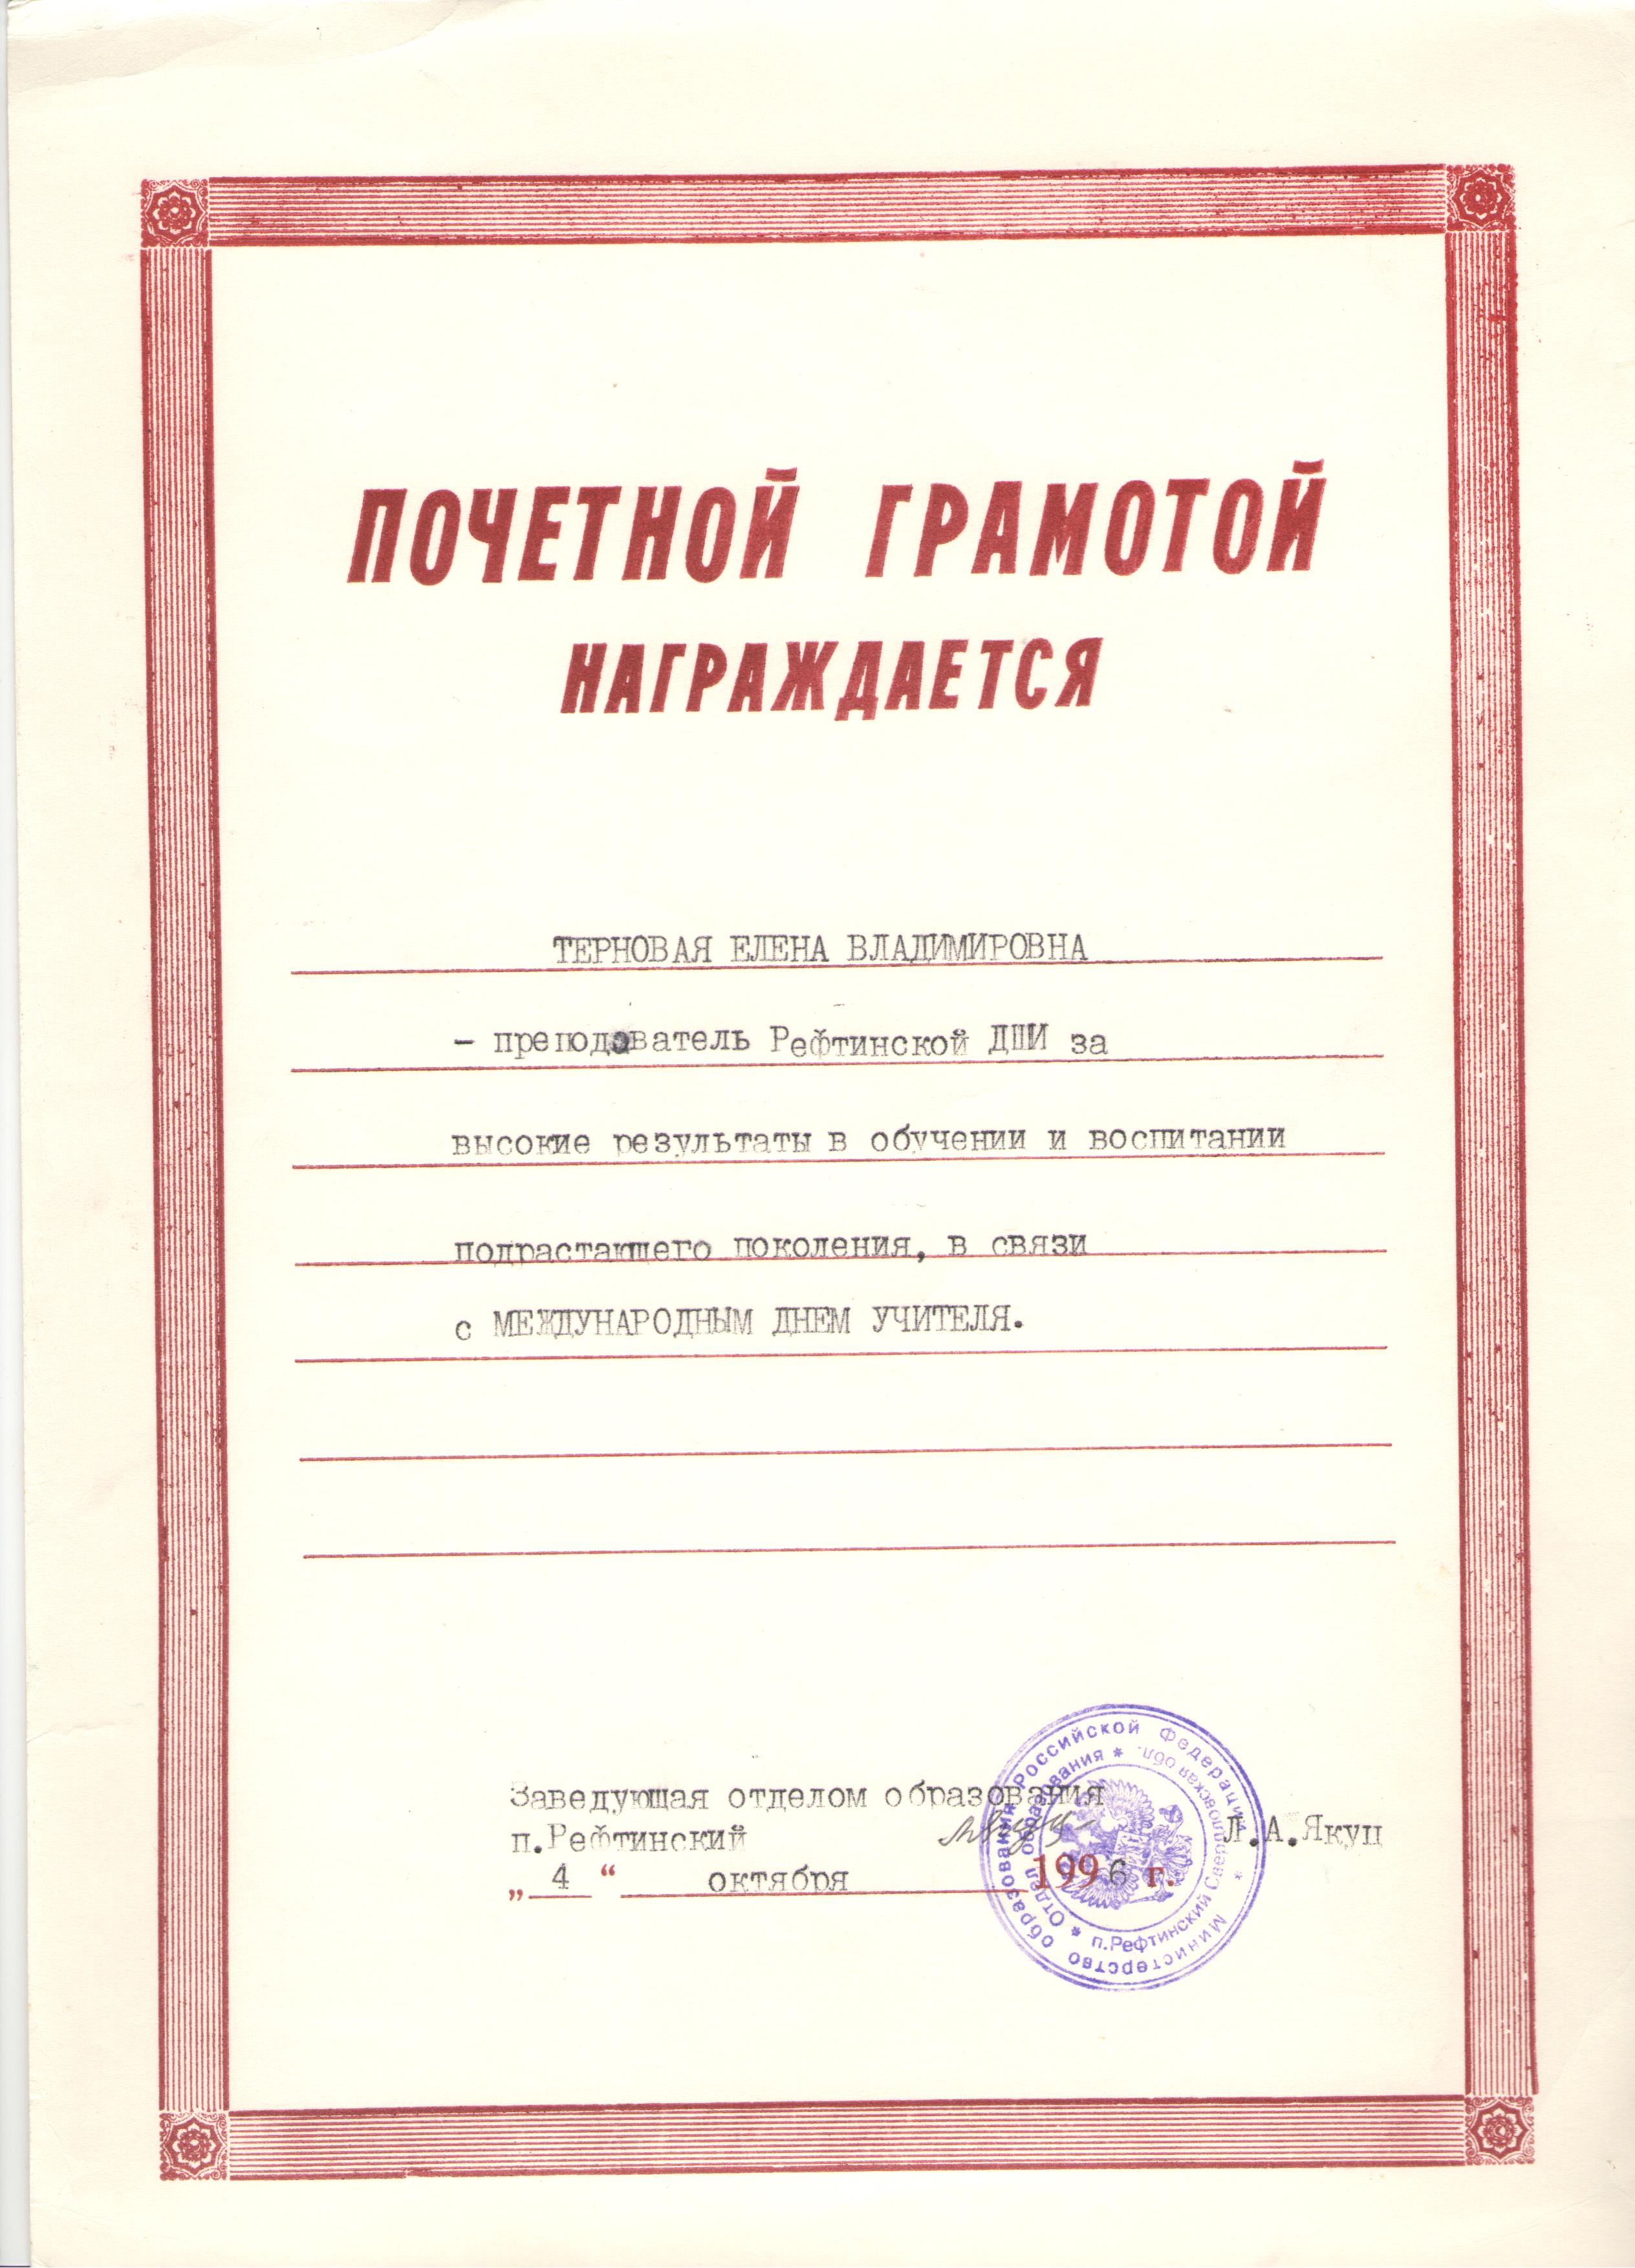 ПОЧЕТНОЙ ГРАМОТОЙ
НАГРАЖДАЕТСЯ
ТЕРНОВАЯ ЕЛЕНА ВЛАДИМИРОВНА
– преподователь Рефтинской ДШИ за
высокие результаты в обучении и воспитании
подрастающего поколения, в связи
с МЕЖДУНАРОДНЫМ ДНЕМ УЧИТЕЛЯ.
Заведующая отделом образования
п.Рефтинский Л.А.Якуц
„ 4 “ октября 1996 г.
Министерство образования Российской Федерации *
* Отдел образования *
п.Рефтинский Свердловская обл.